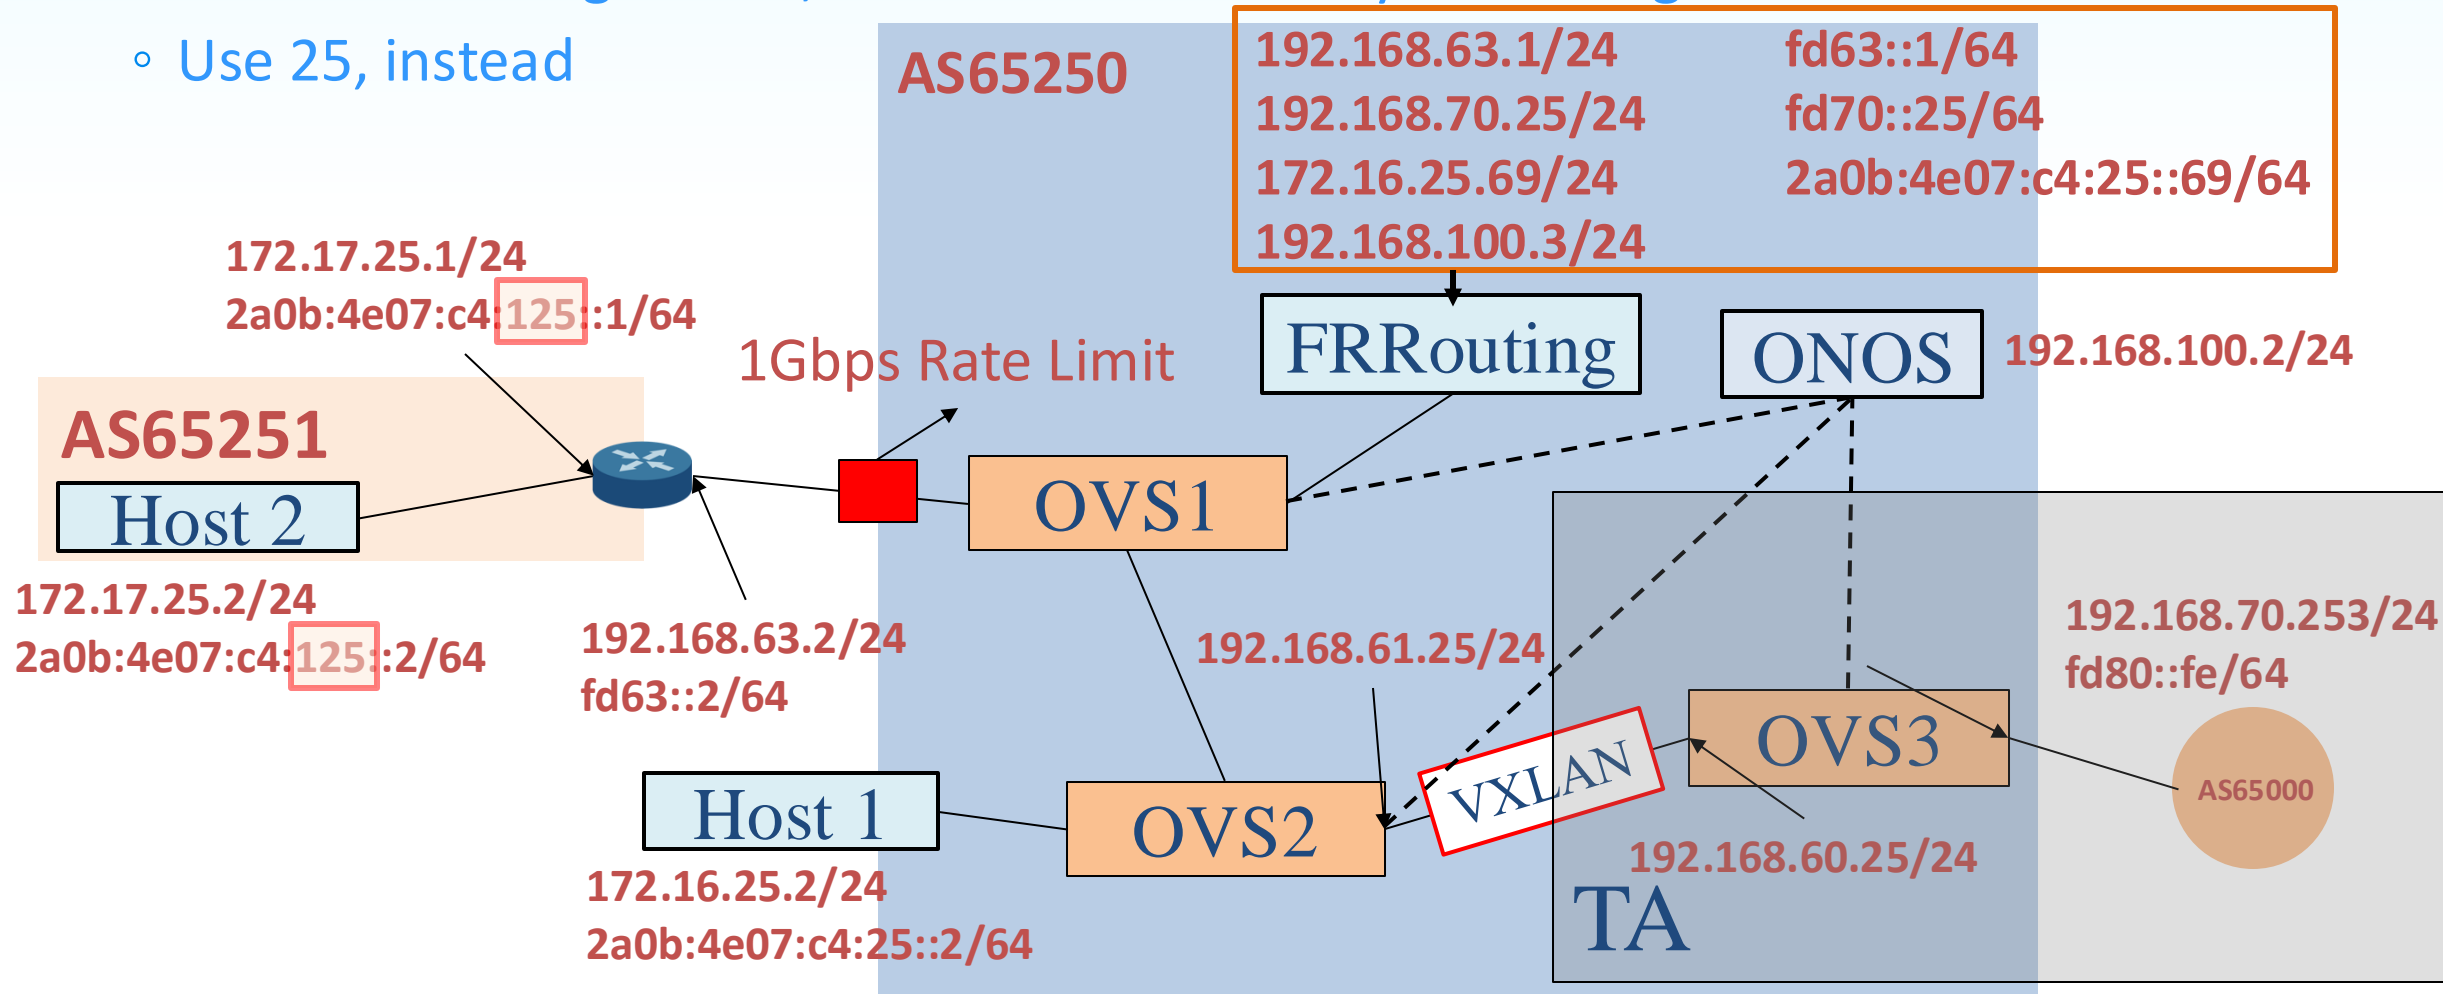 ◦ Use 25, instead
AS65250
192.168.63.1/24 fd63::1/64
192.168.70.25/24 fd70::25/64
172.16.25.69/24 2a0b:4e07:c4:25::69/64
192.168.100.3/24
172.17.25.1/24
2a0b:4e07:c4:125::1/64
1Gbps Rate Limit
FRRouting
ONOS
192.168.100.2/24
AS65251
Host 2
OVS1
172.17.25.2/24
2a0b:4e07:c4:125::2/64
192.168.63.2/24
fd63::2/64
192.168.61.25/24
192.168.70.253/24
fd80::fe/64
VXLAN
OVS3
AS65000
Host 1
OVS2
192.168.60.25/24
172.16.25.2/24
2a0b:4e07:c4:25::2/64
TA